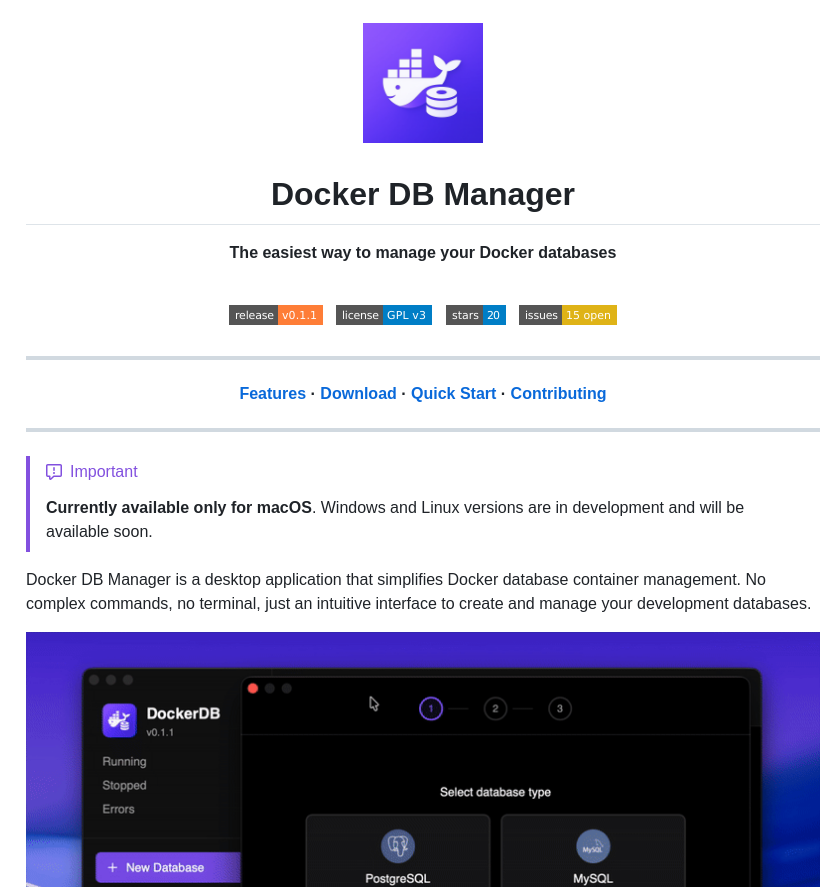 Docker DB Manager
The easiest way to manage your Docker databases
release v0.1.1 license GPL v3 stars 20 issues 15 open
Features · Download · Quick Start · Contributing
Important
Currently available only for macOS. Windows and Linux versions are in development and will be
available soon.
Docker DB Manager is a desktop application that simplifies Docker database container management. No
complex commands, no terminal, just an intuitive interface to create and manage your development databases.
DockerDB
v0.1.1
Running
Stopped
Errors
+ New Database
1 2 3
Select database type
PostgreSQL
MySQL
MySQL